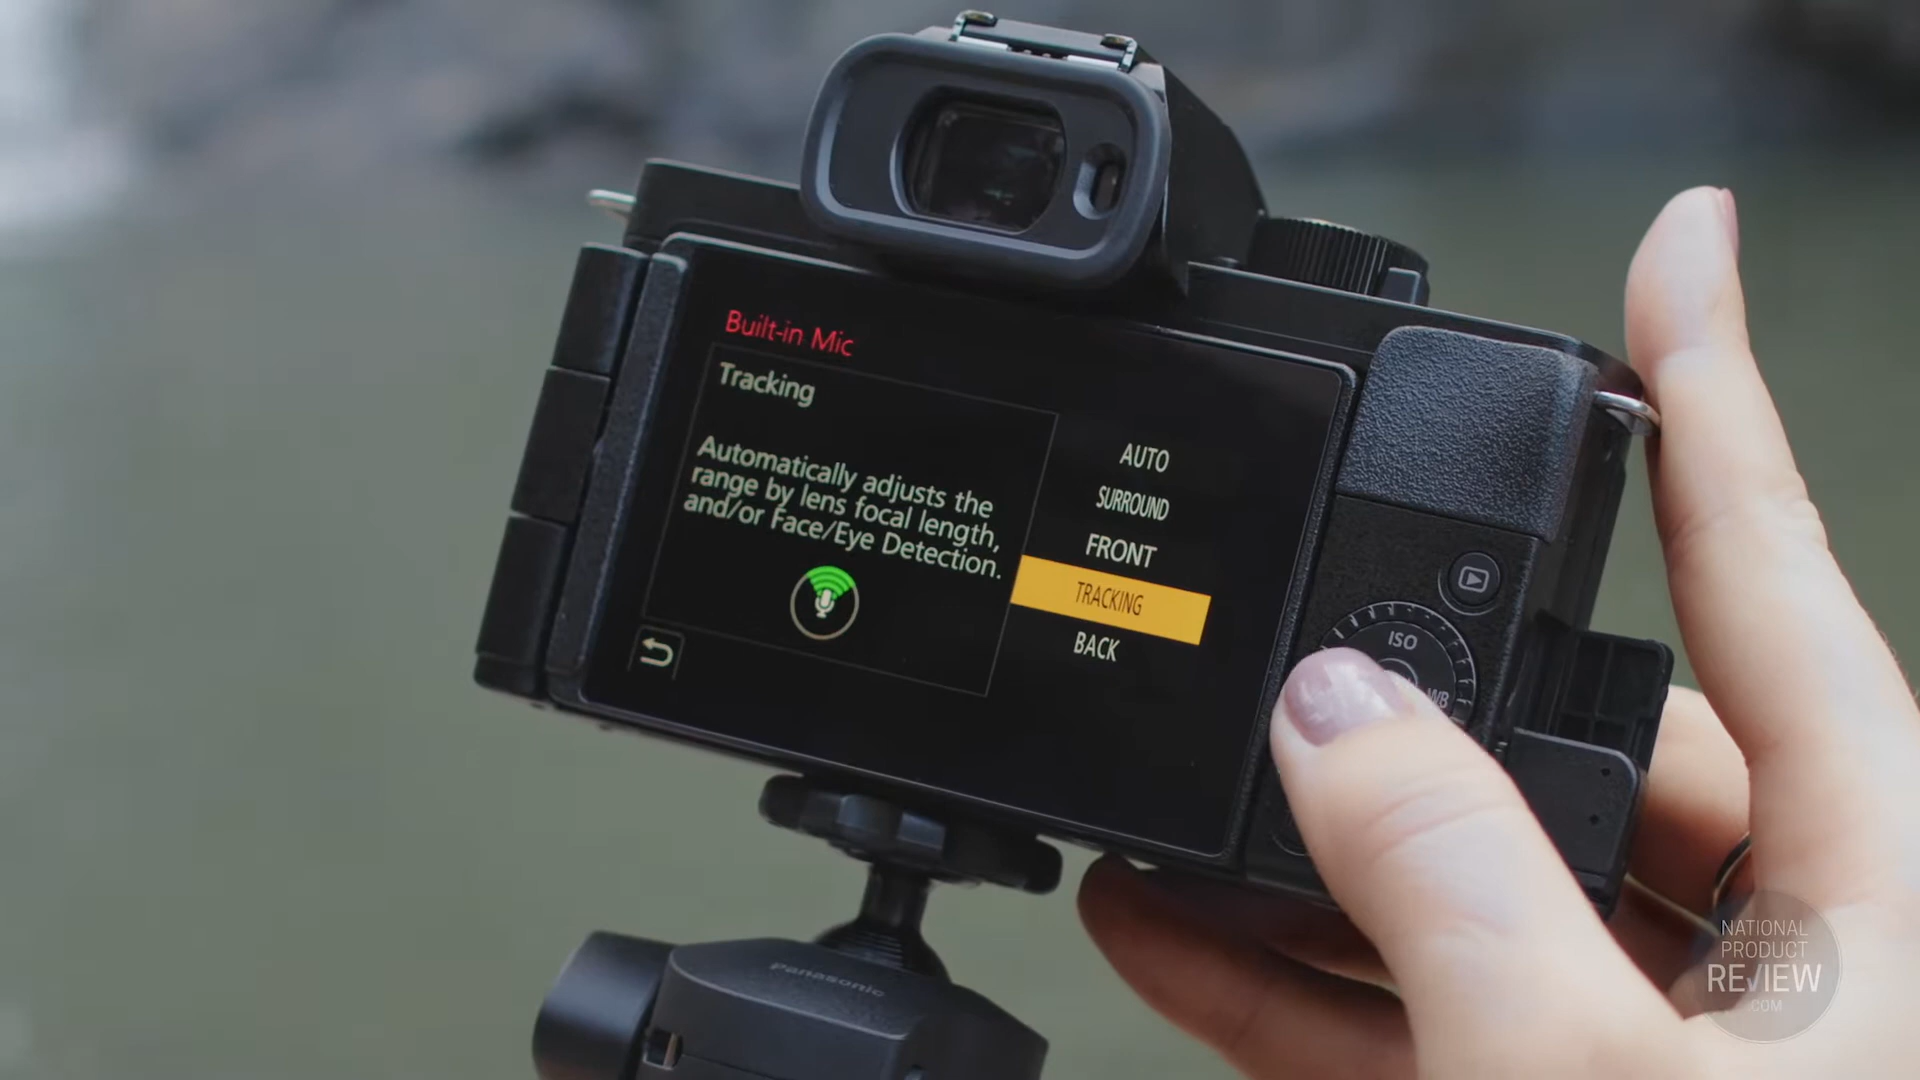 Built-in Mic
Tracking
Automatically adjusts the
range by lens focal length,
and/or Face/Eye Detection.
AUTO
SURROUND
FRONT
TRACKING
BACK
ISO
WB
Panasonic
NATIONAL
PRODUCT
REVIEW
.COM